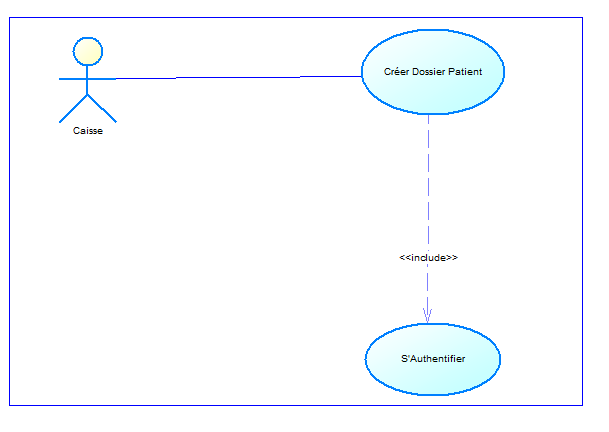 Créer Dossier Patient
Caisse
<<include>>
S'Authentifier